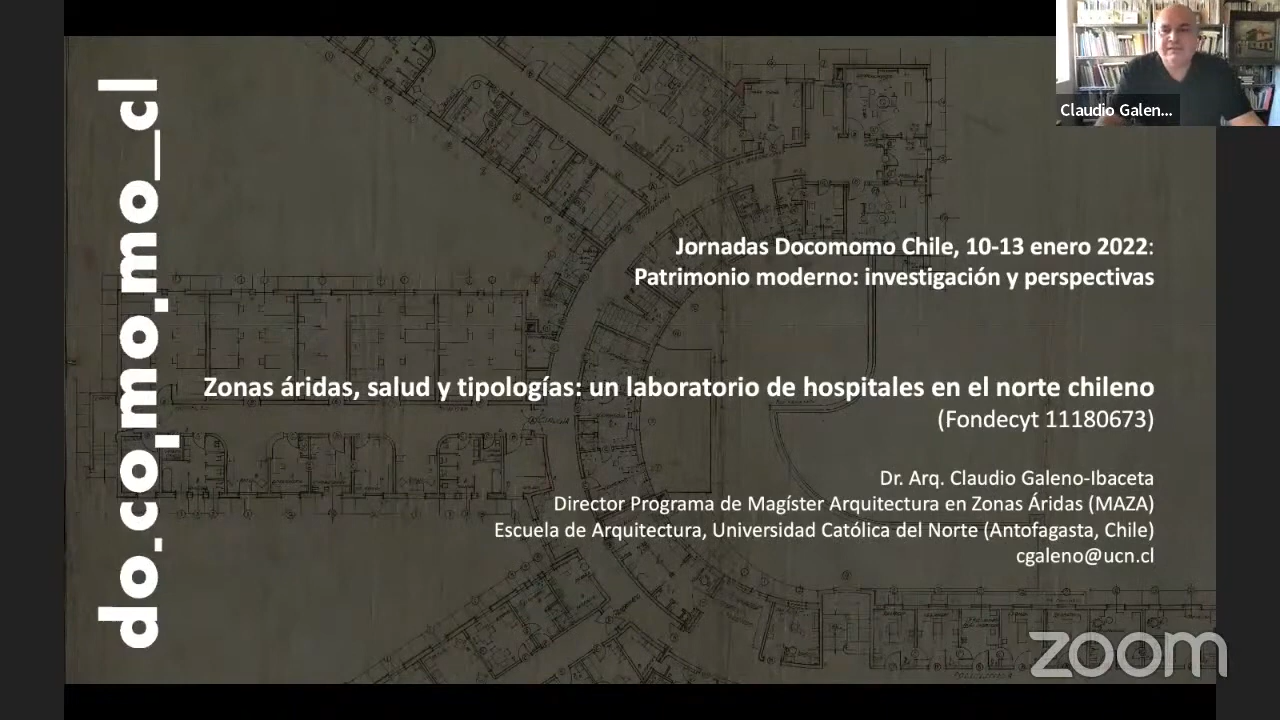 Claudio Galen...
do.co,mo.mo_cl
Jornadas Docomomo Chile, 10-13 enero 2022:
Patrimonio moderno: investigación y perspectivas
Zonas áridas, salud y tipologías: un laboratorio de hospitales en el norte chileno
(Fondecyt 11180673)
Dr. Arq. Claudio Galeno-Ibaceta
Director Programa de Magíster Arquitectura en Zonas Áridas (MAZA)
Escuela de Arquitectura, Universidad Católica del Norte (Antofagasta, Chile)
cgaleno@ucn.cl
zoom